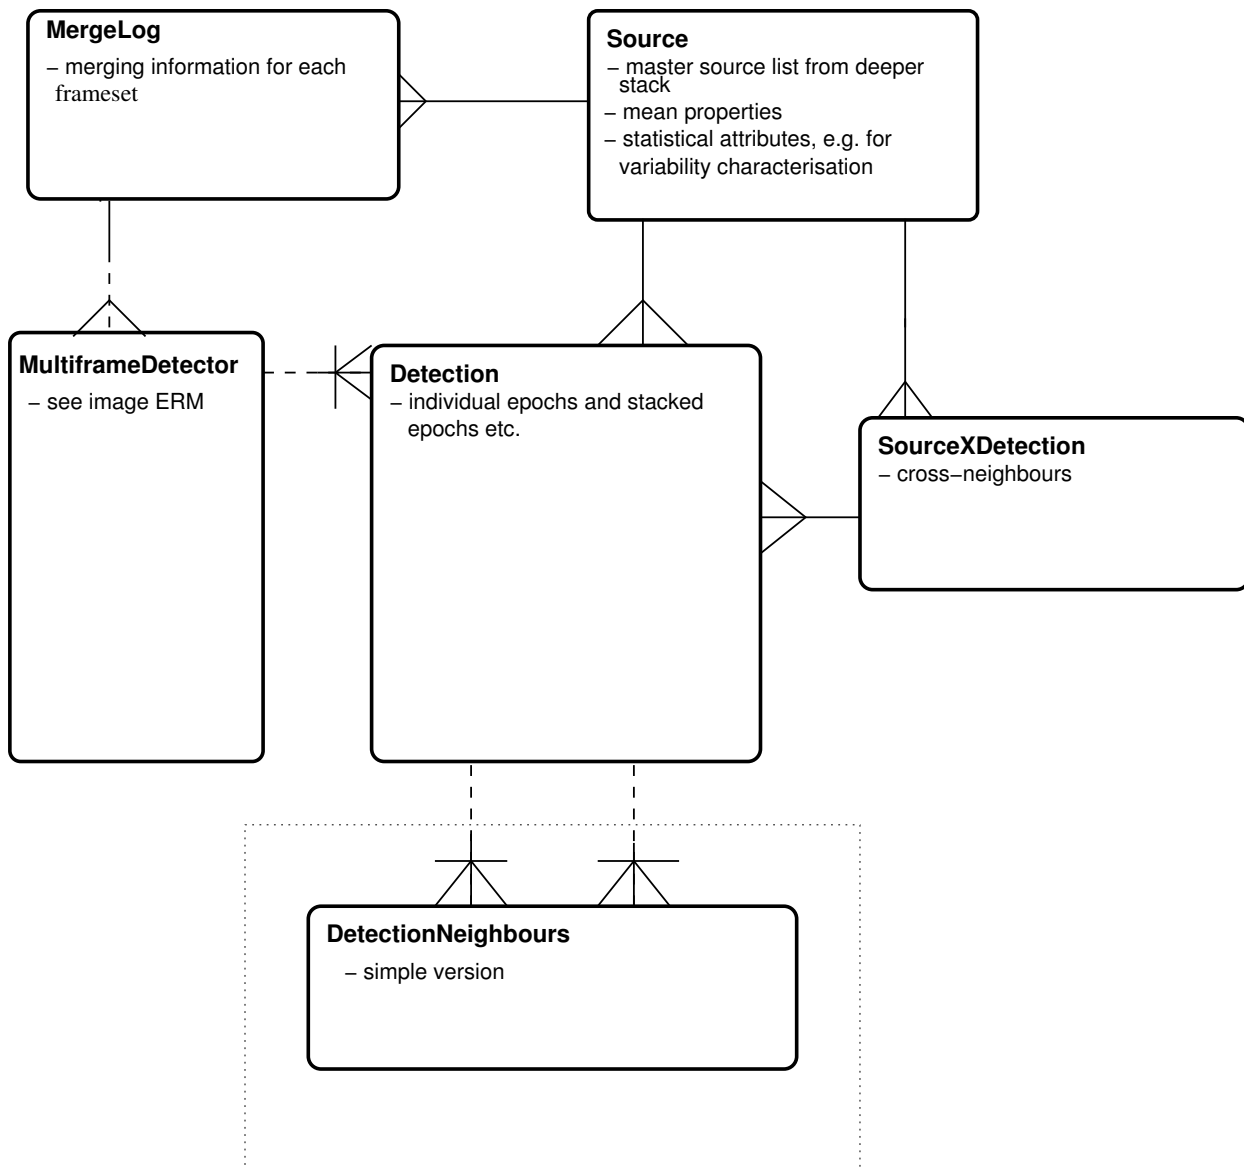 MergeLog
– merging information for each
frameset
Source
– master source list from deeper
stack
– mean properties
– statistical attributes, e.g. for
variability characterisation
MultiframeDetector
– see image ERM
Detection
– individual epochs and stacked
epochs etc.
SourceXDetection
– cross–neighbours
DetectionNeighbours
– simple version